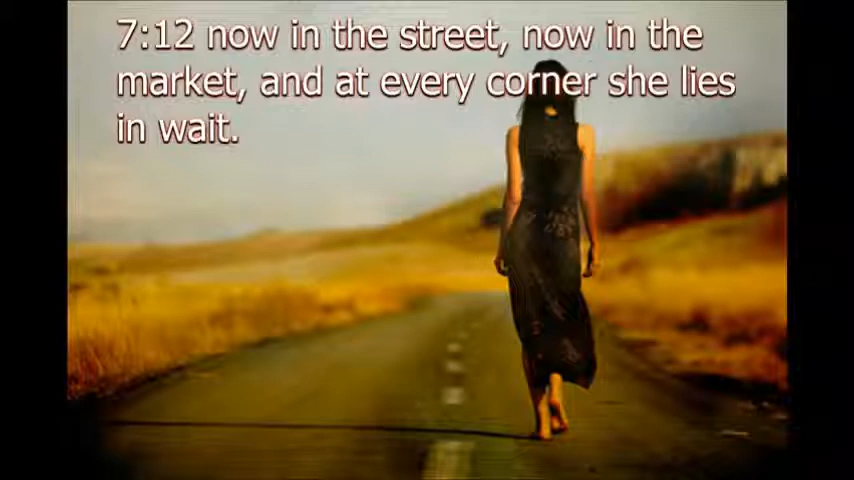 7:12 now in the street, now in the
market, and at every corner she lies
in wait.